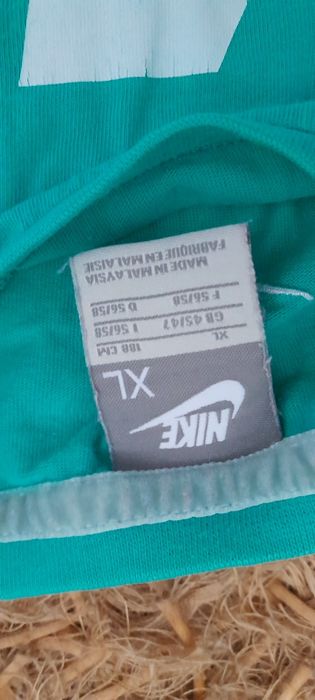 NIKE
XL
XL 188 CM
GB 45/47 I 56/58
F 56/58 D 56/58
MADE IN MALAYSIA
FABRIQUE EN MALAISIE